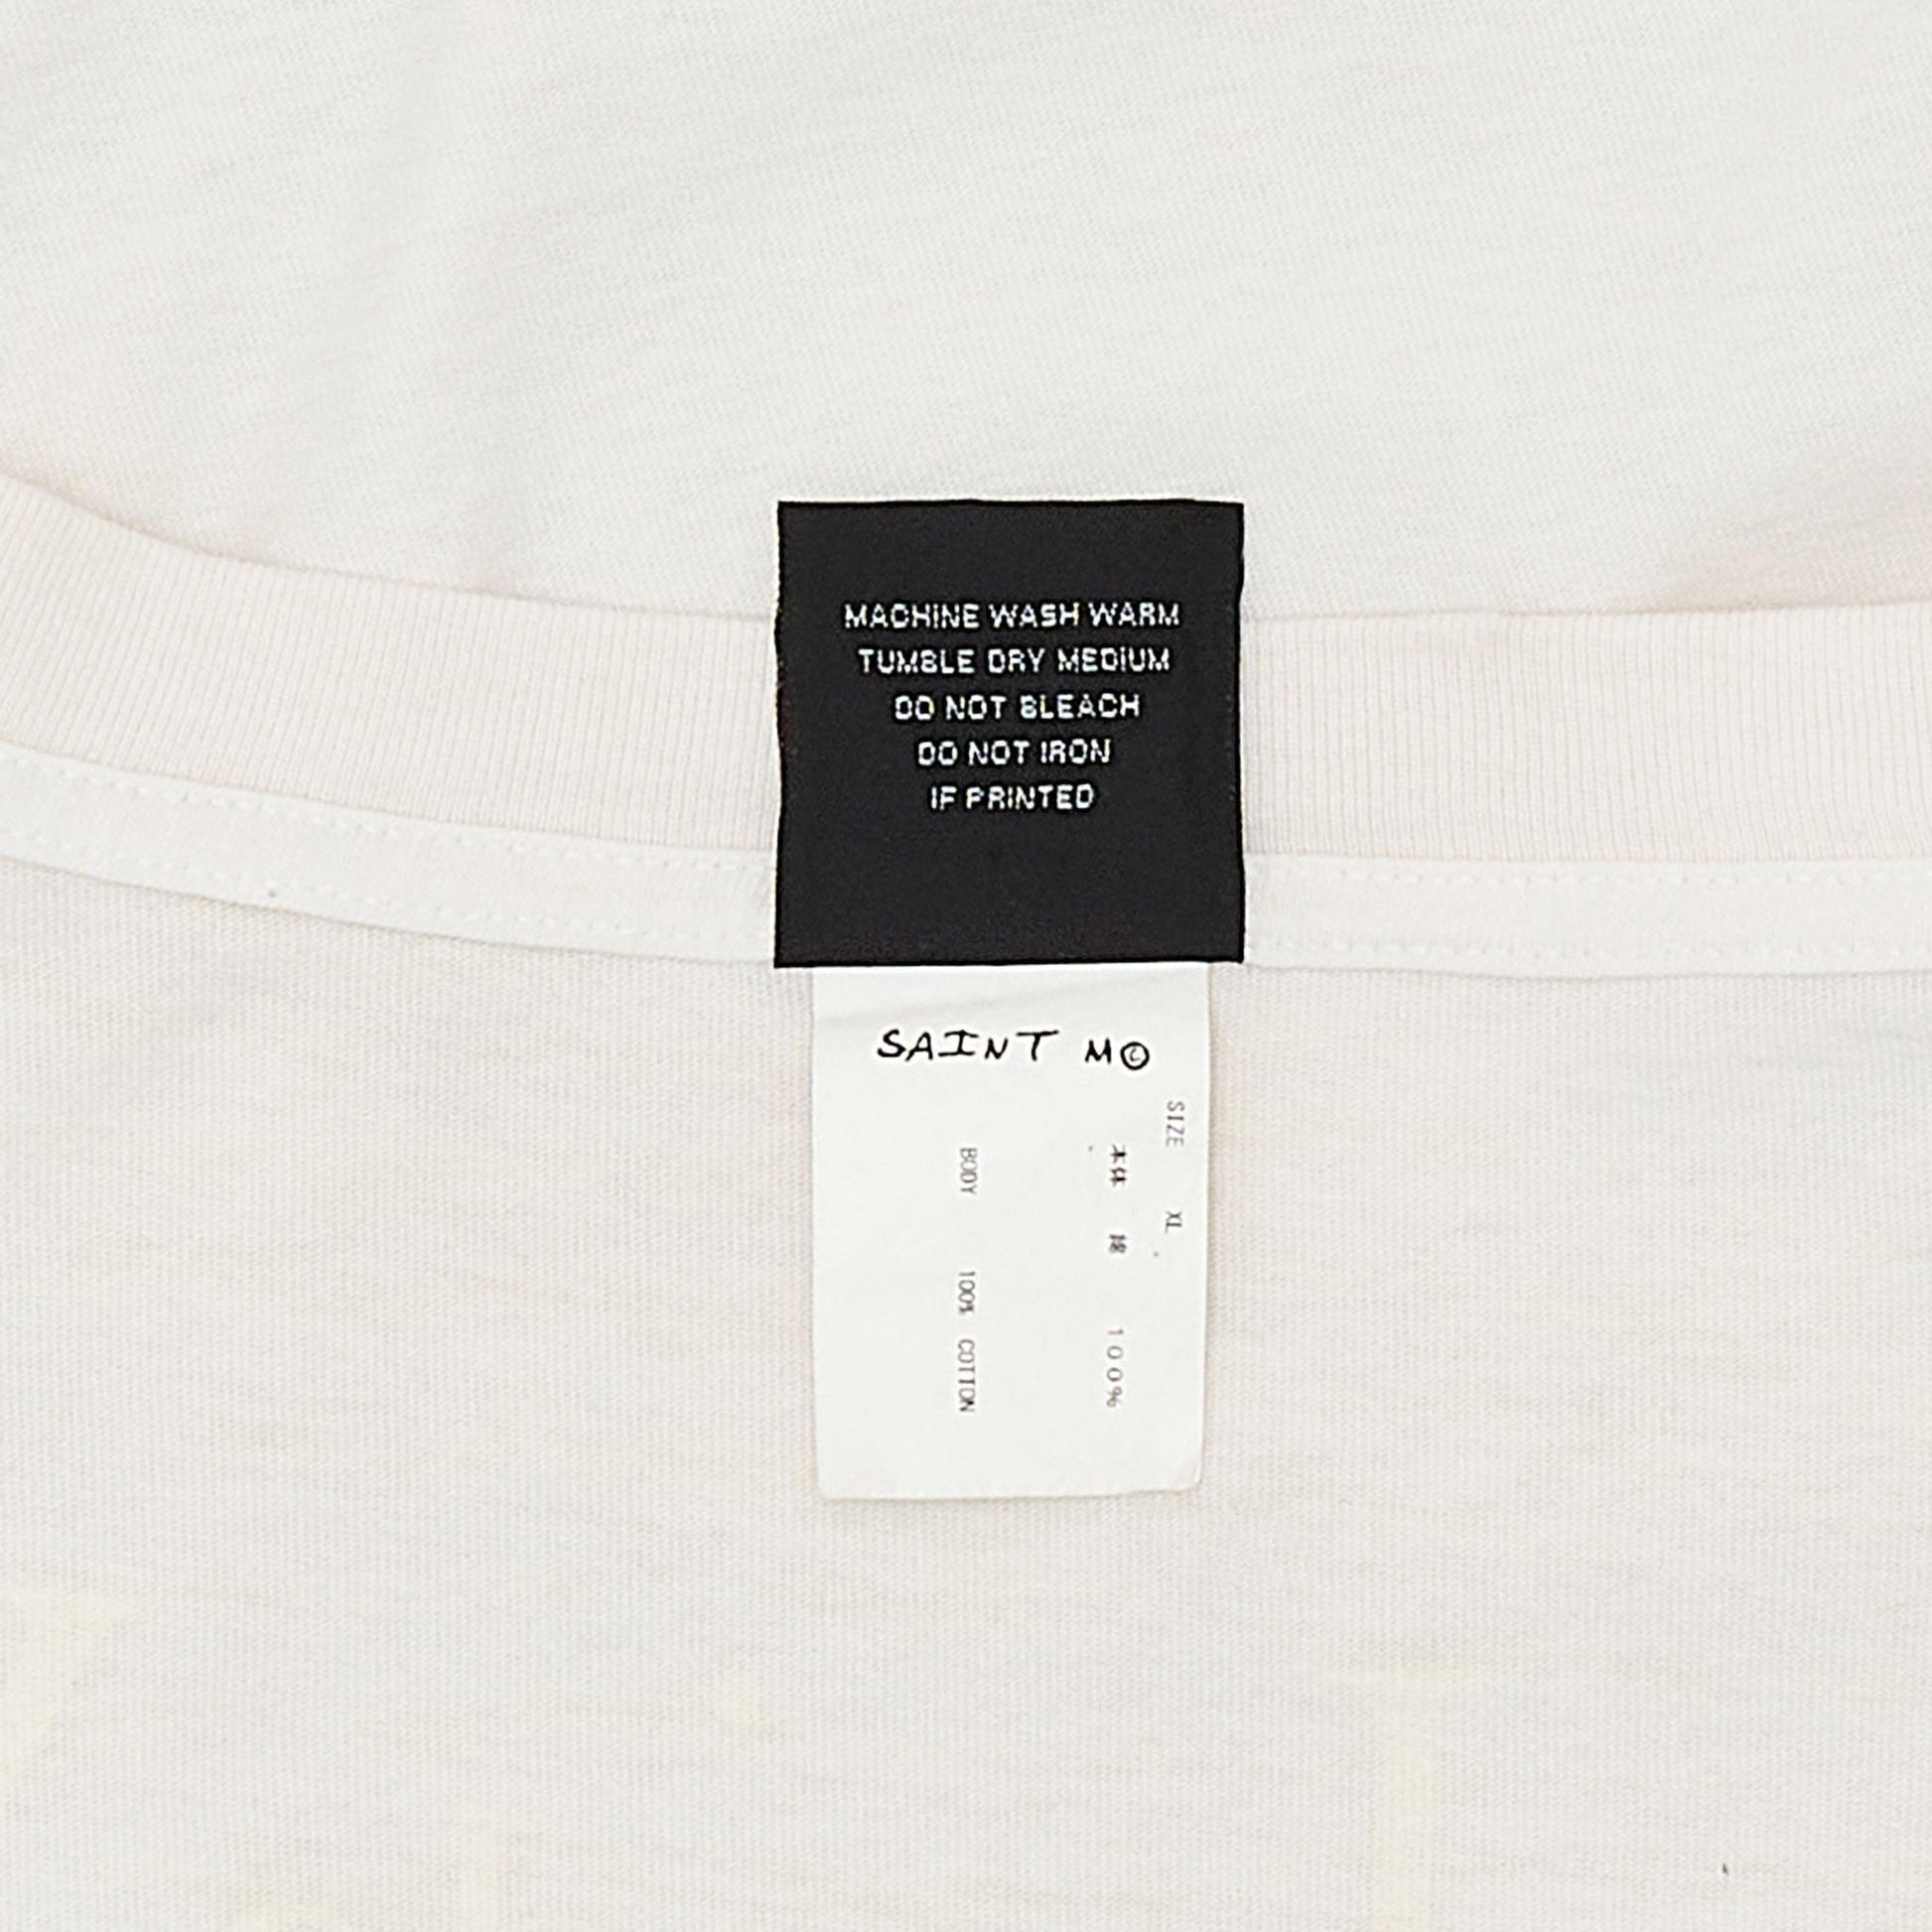 MACHINE WASH WARM
TUMBLE DRY MEDIUM
DO NOT BLEACH
DO NOT IRON
IF PRINTED
SAINT M©
SIZE XL
本体 綿 100%
BODY 100% COTTON